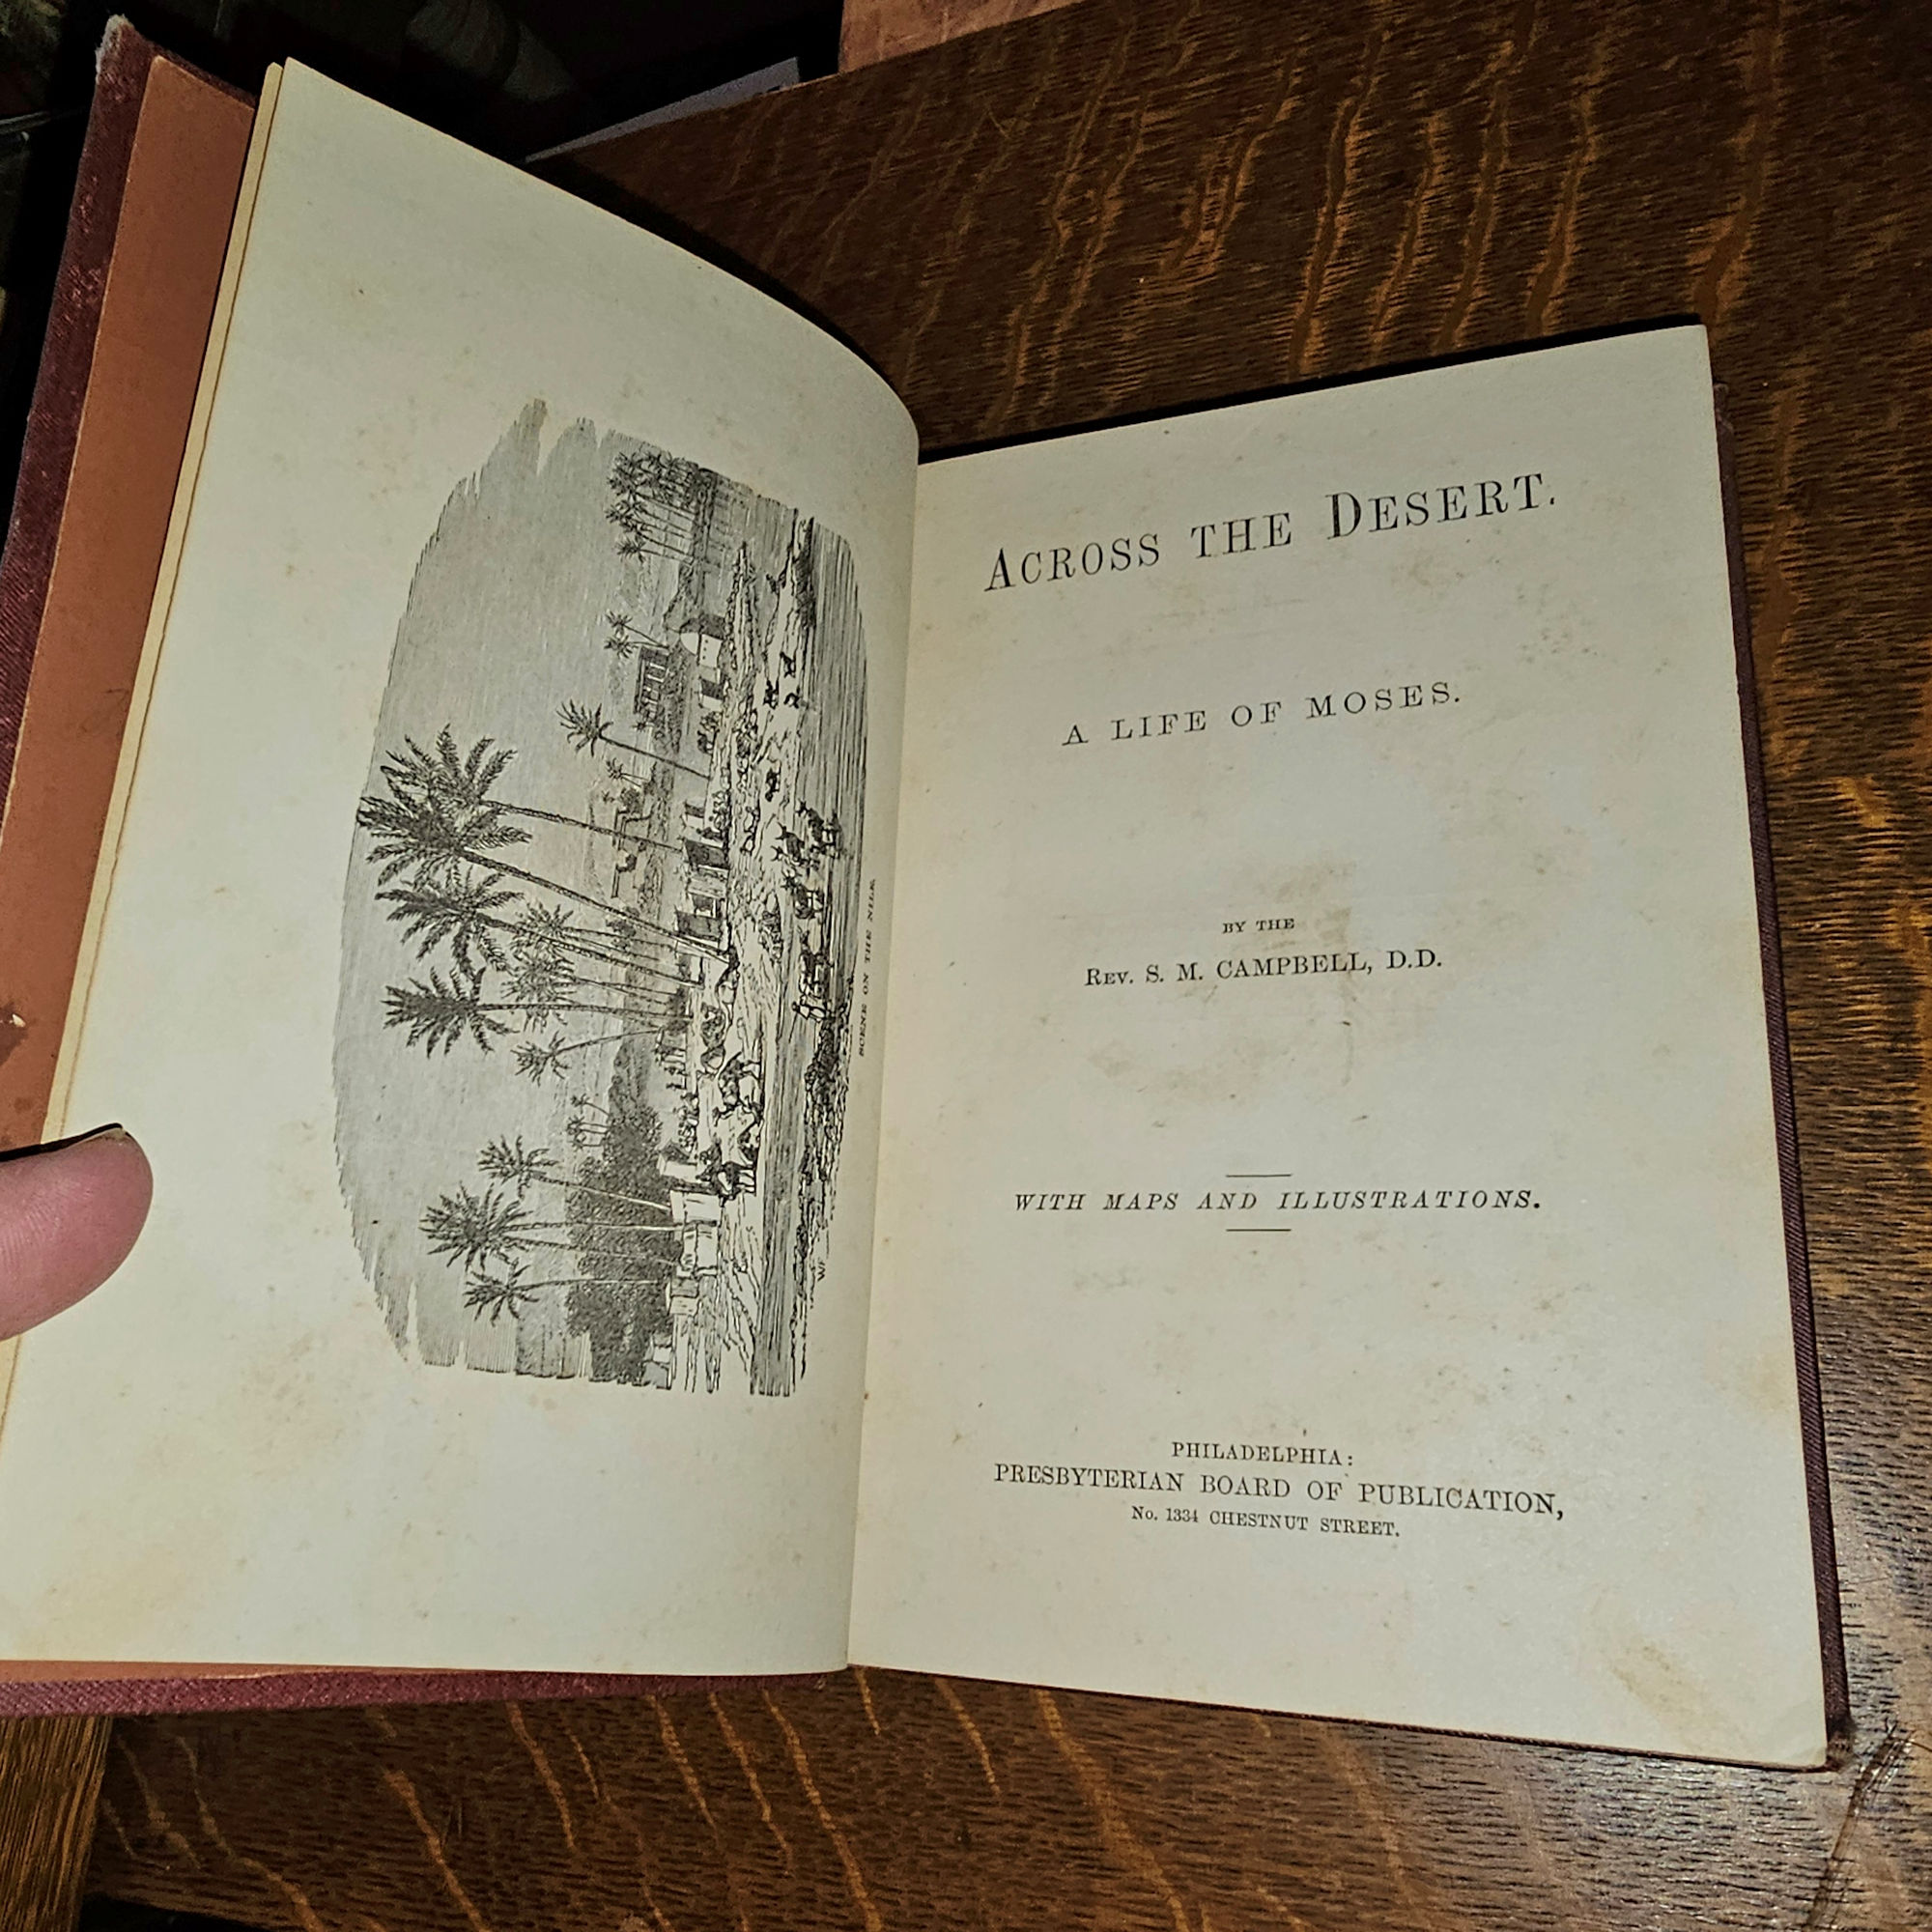 SCENE ON THE NILE
ACROSS THE DESERT.
A LIFE OF MOSES.
BY THE
REV. S. M. CAMPBELL, D.D.
WITH MAPS AND ILLUSTRATIONS.
PHILADELPHIA:
PRESBYTERIAN BOARD OF PUBLICATION,
No. 1334 CHESTNUT STREET.